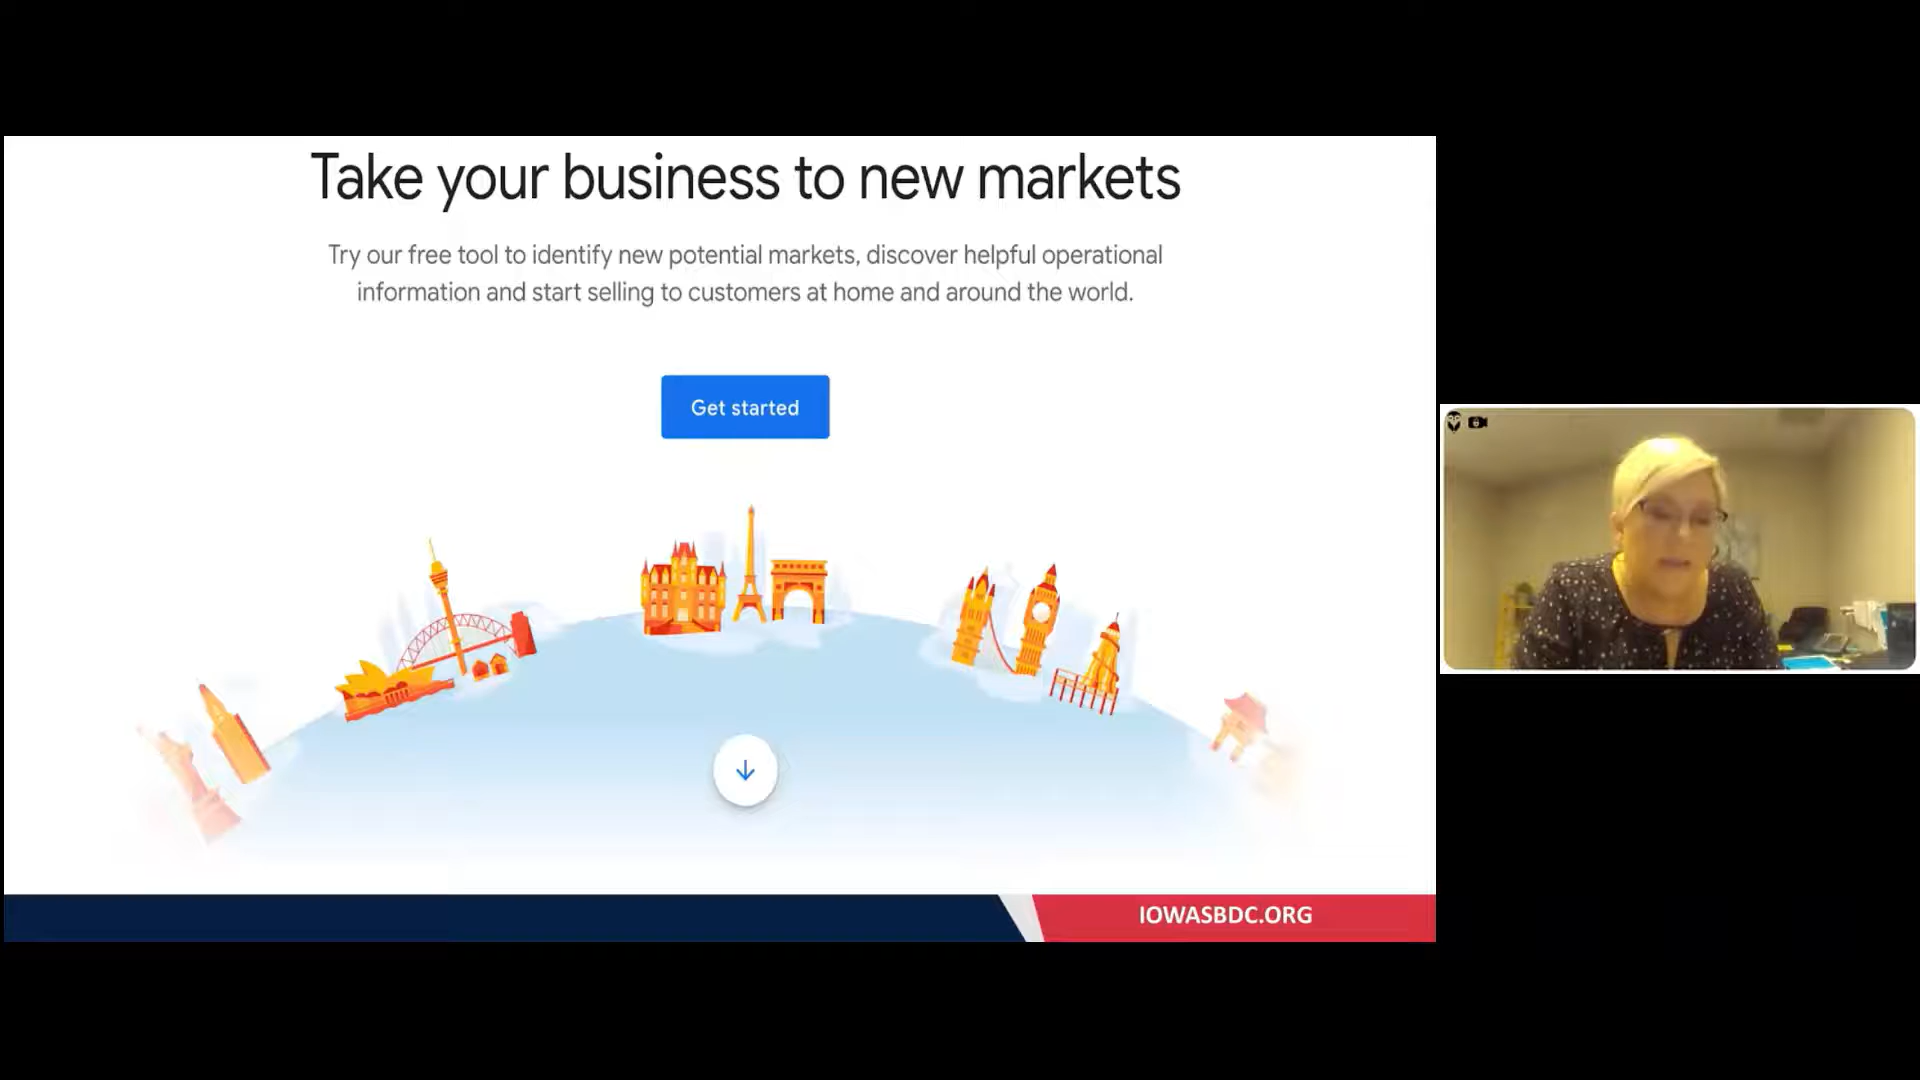 Take your business to new markets
Try our free tool to identify new potential markets, discover helpful operational
information and start selling to customers at home and around the world.
Get started
IOWASBDC.ORG